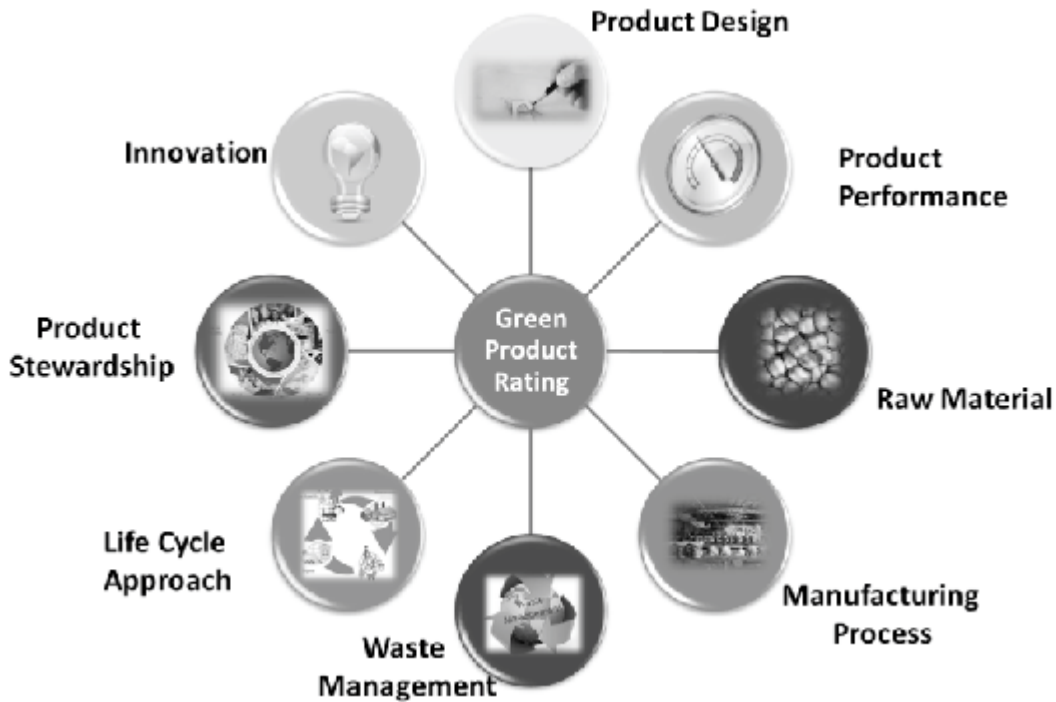 Product Design
Innovation
Product
Performance
Green
Product
Rating
Product
Stewardship
Raw Material
Life Cycle
Approach
Manufacturing
Process
Waste
Management